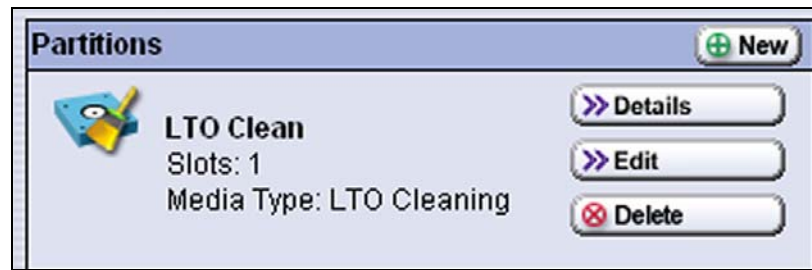 Partitions
New
LTO Clean
Slots: 1
Media Type: LTO Cleaning
Details
Edit
Delete